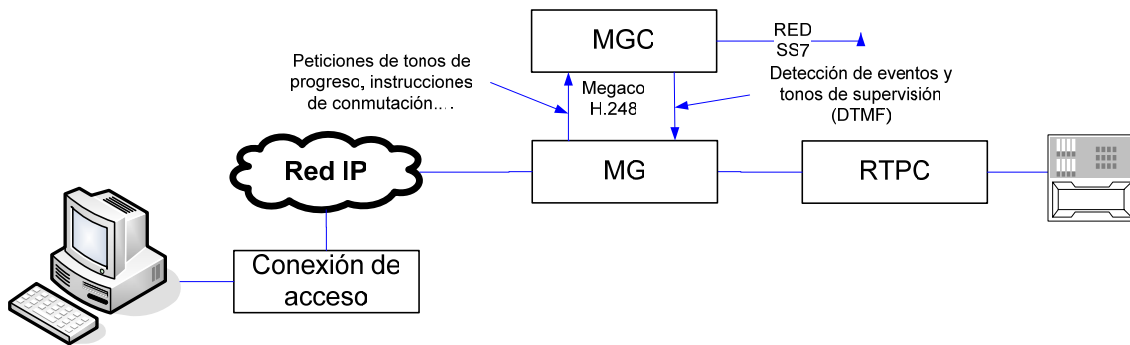 MGC
RED
SS7
Peticiones de tonos de
progreso, instrucciones
de conmutación....
Megaco
H.248
Detección de eventos y
tonos de supervisión
(DTMF)
Red IP
MG
RTPC
Conexión de
acceso